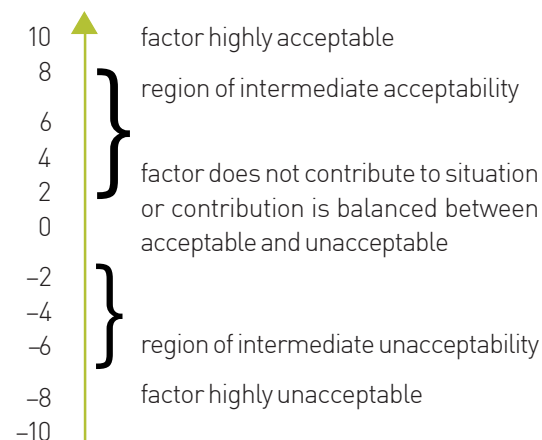 10 factor highly acceptable
8
region of intermediate acceptability
6
4
factor does not contribute to situation
2
or contribution is balanced between
0
acceptable and unacceptable
–2
–4
–6 region of intermediate unacceptability
–8 factor highly unacceptable
–10